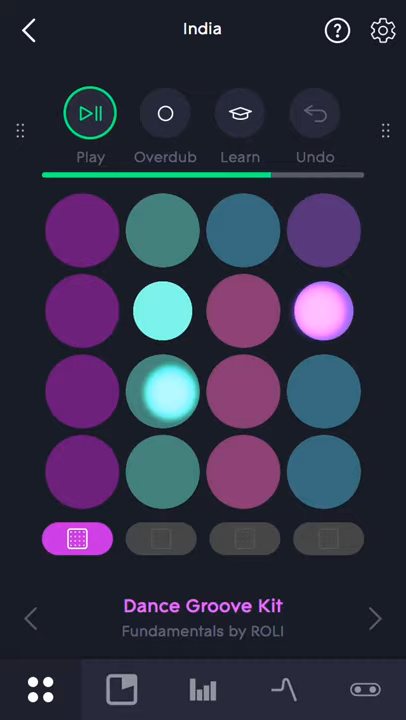 India
Play Overdub Learn Undo
Dance Groove Kit
Fundamentals by ROLI